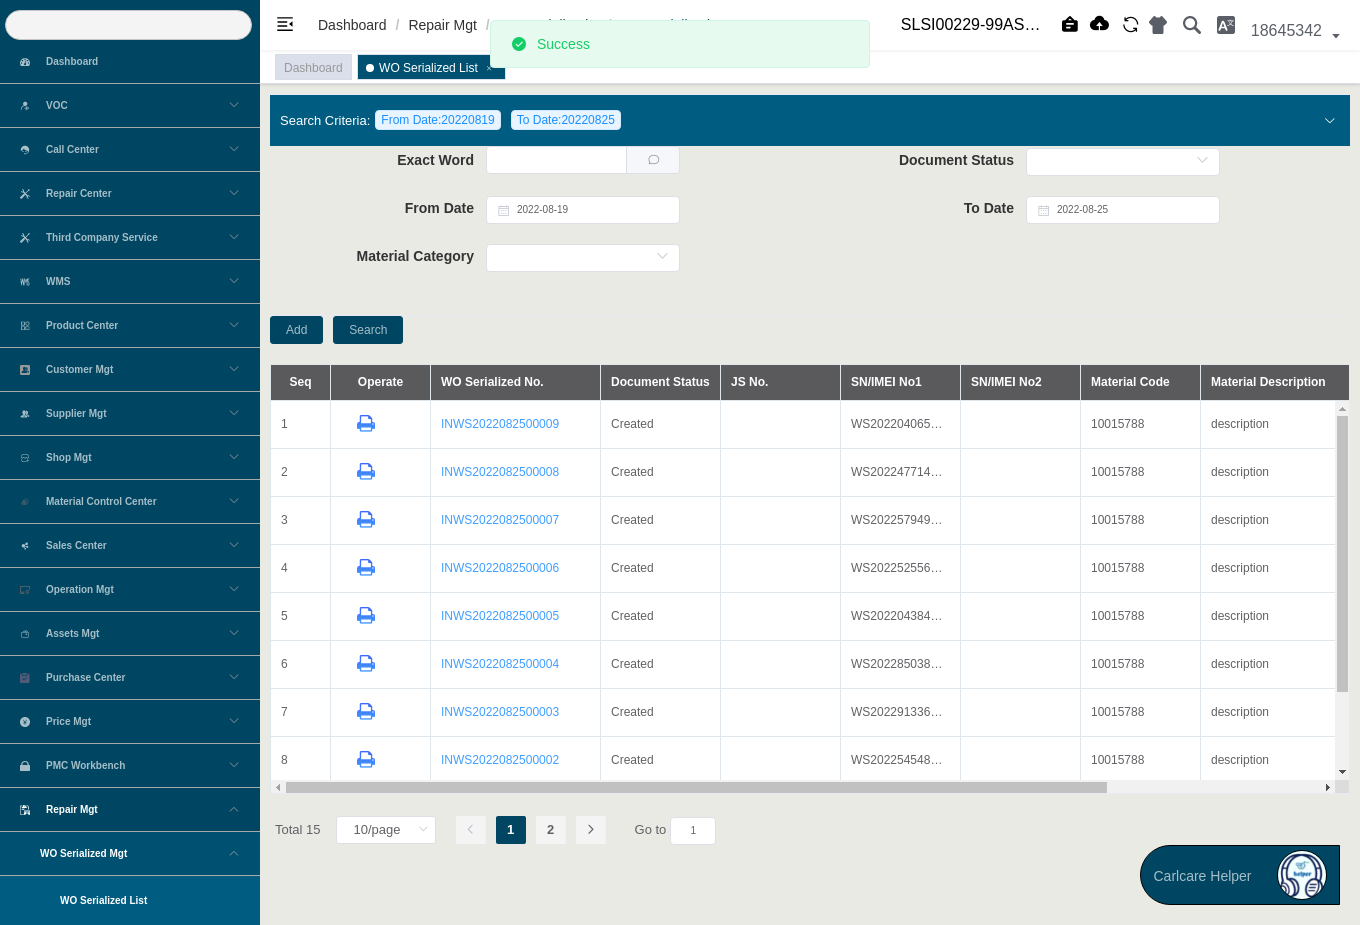 Dashboard / Repair Mgt /
Success
SLSI00229-99AS…
18645342
Dashboard
WO Serialized List ×
Dashboard
VOC
Call Center
Repair Center
Third Company Service
WMS
Product Center
Customer Mgt
Supplier Mgt
Shop Mgt
Material Control Center
Sales Center
Operation Mgt
Assets Mgt
Purchase Center
Price Mgt
PMC Workbench
Repair Mgt
WO Serialized Mgt
WO Serialized List
Search Criteria: From Date:20220819 To Date:20220825
Exact Word Document Status
From Date 2022-08-19 To Date 2022-08-25
Material Category
Add Search
Seq Operate WO Serialized No. Document Status JS No. SN/IMEI No1 SN/IMEI No2 Material Code Material Description
1 INWS2022082500009 Created WS202204065… 10015788 description
2 INWS2022082500008 Created WS202247714… 10015788 description
3 INWS2022082500007 Created WS202257949… 10015788 description
4 INWS2022082500006 Created WS202252556… 10015788 description
5 INWS2022082500005 Created WS202204384… 10015788 description
6 INWS2022082500004 Created WS202285038… 10015788 description
7 INWS2022082500003 Created WS202291336… 10015788 description
8 INWS2022082500002 Created WS202254548… 10015788 description
Total 15 10/page 1 2 Go to 1
Carlcare Helper
helper